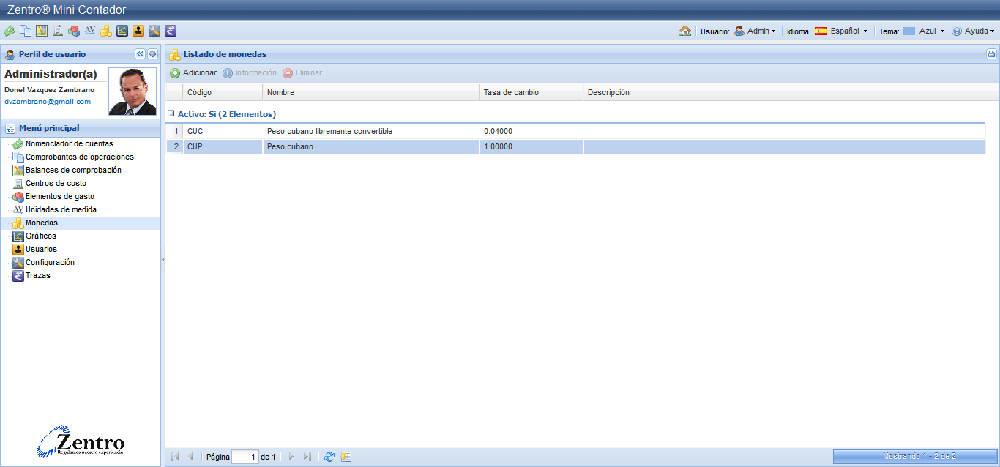 Zentro® Mini Contador
Usuario: Admin Idioma: Español Tema: Azul Ayuda
Perfil de usuario
Administrador(a)
Donel Vazquez Zambrano
dvzambrano@gmail.com
Menú principal
Nomenclador de cuentas
Comprobantes de operaciones
Balances de comprobación
Centros de costo
Elementos de gasto
Unidades de medida
Monedas
Gráficos
Usuarios
Configuración
Trazas
Zentro
Regalamos nuestra experiencia
Listado de monedas
Adicionar Información Eliminar
Código Nombre Tasa de cambio Descripción
Activo: Sí (2 Elementos)
1 CUC Peso cubano libremente convertible 0.04000
2 CUP Peso cubano 1.00000
Página 1 de 1
Mostrando 1 - 2 de 2